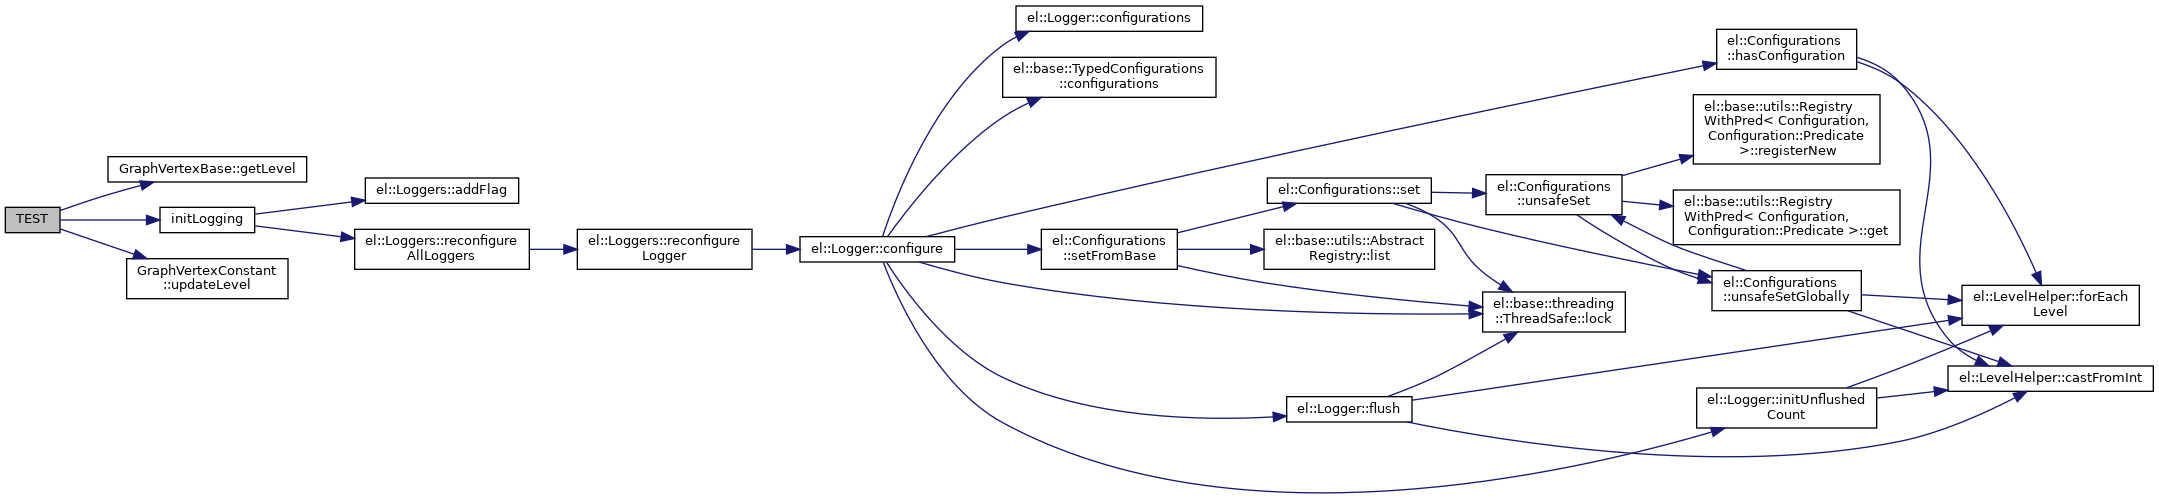 TEST
GraphVertexBase::getLevel
initLogging
GraphVertexConstant
::updateLevel
el::Loggers::addFlag
el::Loggers::reconfigure
AllLoggers
el::Loggers::reconfigure
Logger
el::Logger::configure
el::Logger::configurations
el::base::TypedConfigurations
::configurations
el::Configurations
::setFromBase
el::Configurations::set
el::base::utils::Abstract
Registry::list
el::Logger::flush
el::Configurations
::unsafeSet
el::base::threading
::ThreadSafe::lock
el::Configurations
::hasConfiguration
el::base::utils::Registry
WithPred< Configuration,
Configuration::Predicate
>::registerNew
el::base::utils::Registry
WithPred< Configuration,
Configuration::Predicate >::get
el::Configurations
::unsafeSetGlobally
el::Logger::initUnflushed
Count
el::LevelHelper::forEach
Level
el::LevelHelper::castFromInt